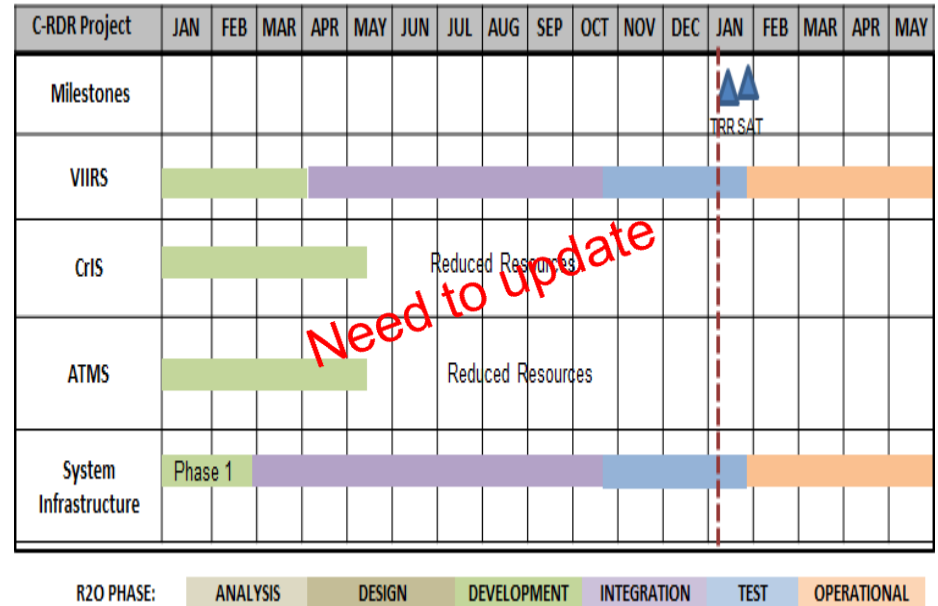 C-RDR Project JAN FEB MAR APR MAY JUN JUL AUG SEP OCT NOV DEC JAN FEB MAR APR MAY
Milestones
TRR SAT
VIIRS
CrIS Reduced Resources
Need to update
ATMS Reduced Resources
System Phase 1
Infrastructure
R2O PHASE: ANALYSIS DESIGN DEVELOPMENT INTEGRATION TEST OPERATIONAL